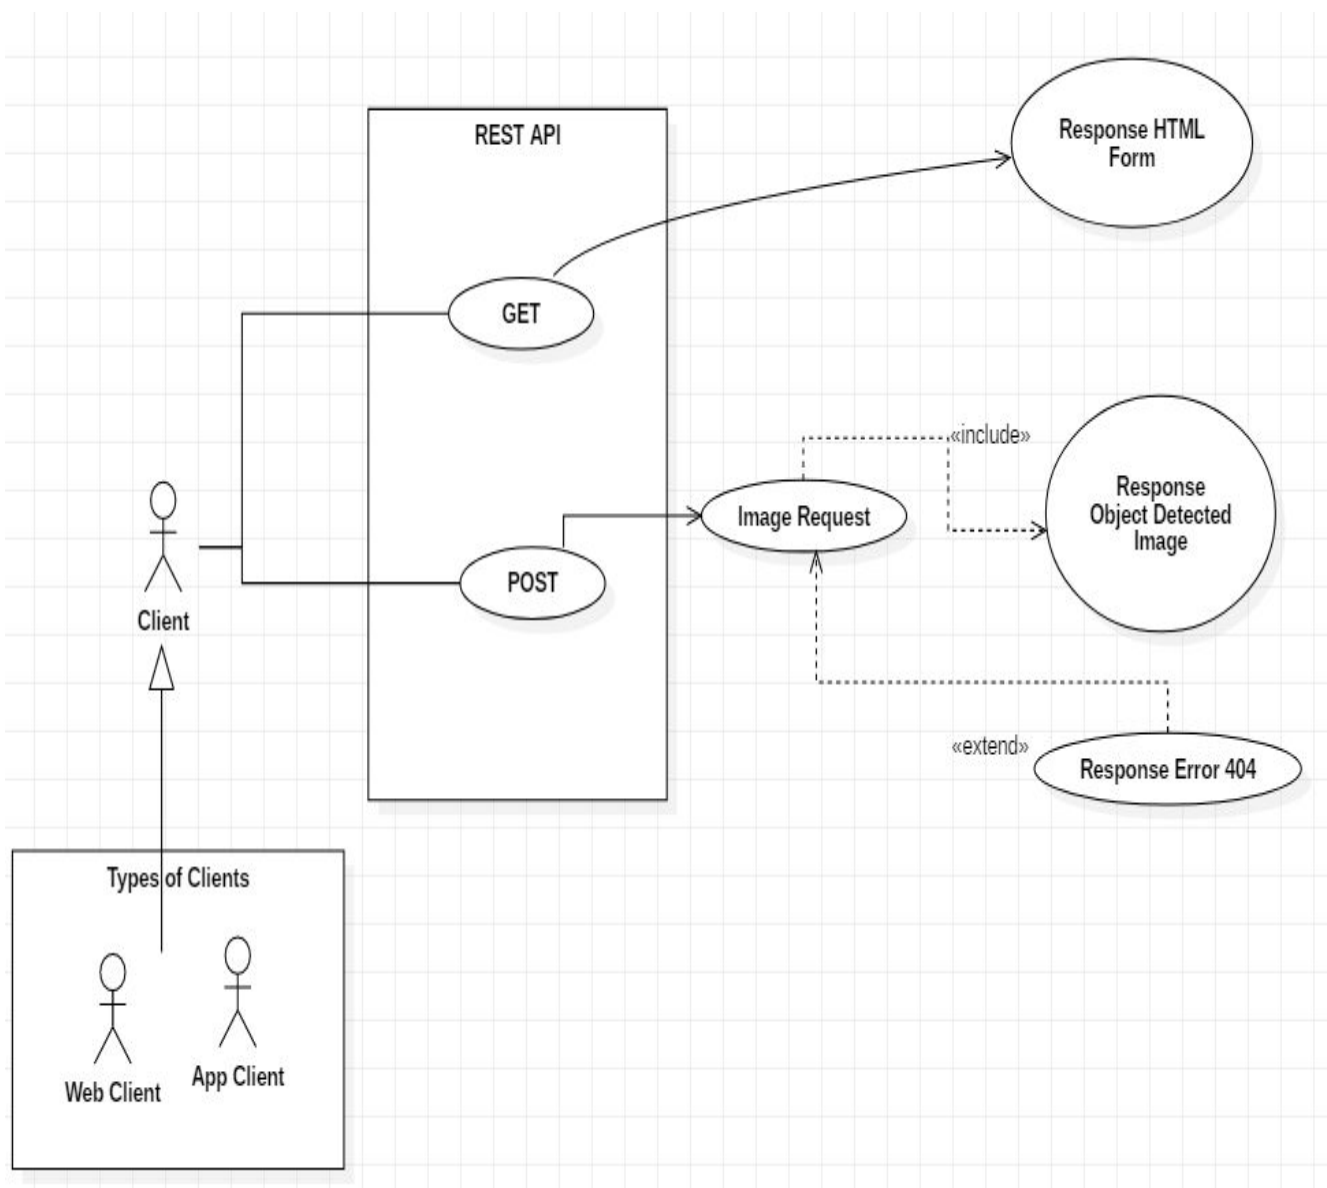 REST API
Response HTML
Form
GET
«include»
Response
Object Detected
Image
Image Request
POST
Client
«extend»
Response Error 404
Types of Clients
Web Client
App Client